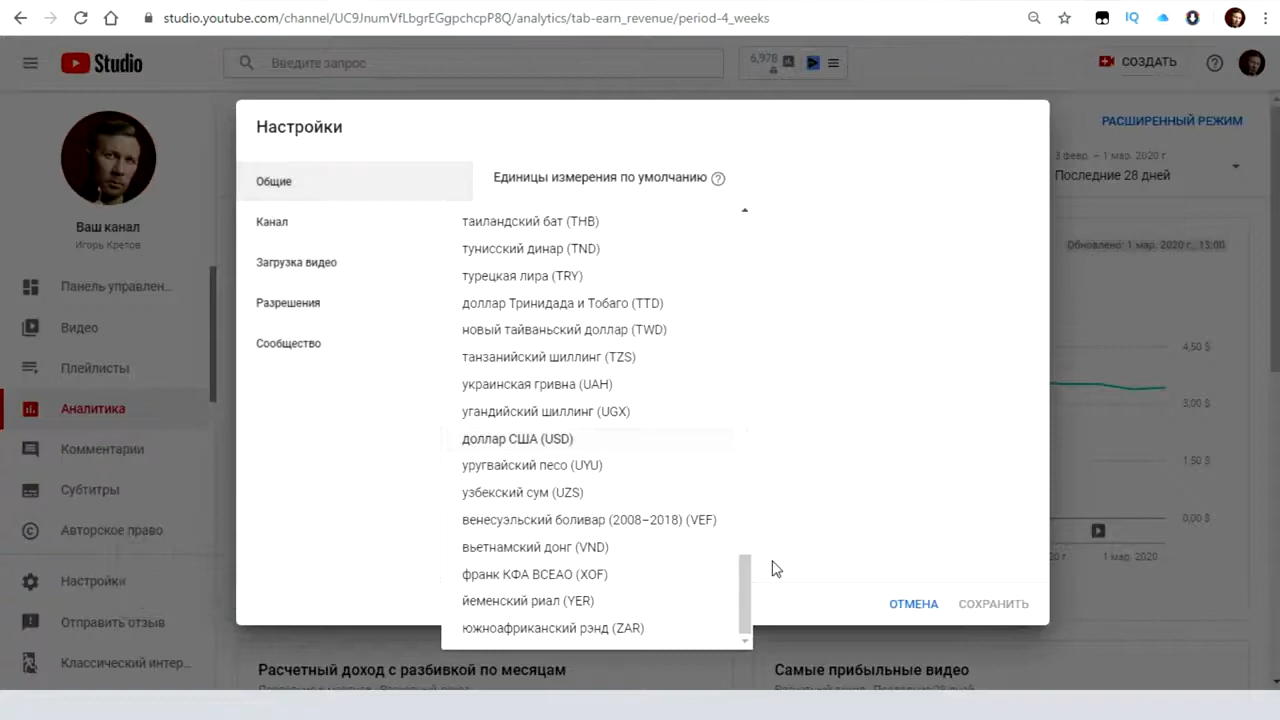 studio.youtube.com/channel/UC9JnumVfLbgrEGgpchcpP8Q/analytics/tab-earn_revenue/period-4_weeks
IQ
Studio
Введите запрос
6,978
СОЗДАТЬ
Ваш канал
Игорь Крепов
Панель управлен...
Видео
Плейлисты
Аналитика
Комментарии
Субтитры
Авторское право
Настройки
Отправить отзыв
Классический интер...
Настройки
Общие
Канал
Загрузка видео
Разрешения
Сообщество
Единицы измерения по умолчанию
таиландский бат (THB)
тунисский динар (TND)
турецкая лира (TRY)
доллар Тринидада и Тобаго (TTD)
новый тайваньский доллар (TWD)
танзанийский шиллинг (TZS)
украинская гривна (UAH)
угандийский шиллинг (UGX)
доллар США (USD)
уругвайский песо (UYU)
узбекский сум (UZS)
венесуэльский боливар (2008–2018) (VEF)
вьетнамский донг (VND)
франк КФА ВСЕАО (XOF)
йеменский риал (YER)
южноафриканский рэнд (ZAR)
ОТМЕНА
СОХРАНИТЬ
РАСШИРЕННЫЙ РЕЖИМ
3 февр. – 1 мар. 2020 г
Последние 28 дней
Обновлено: 1 мар. 2020 г., 13:00
4,50 $
3,00 $
1,50 $
0,00 $
1 мар. 2020
Расчетный доход с разбивкой по месяцам
Самые прибыльные видео